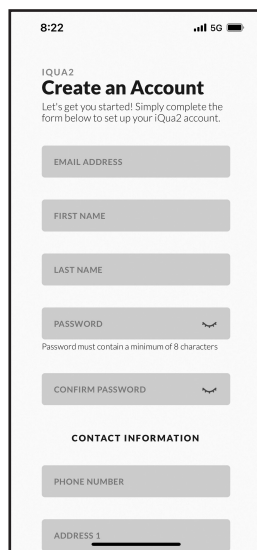 8:22
5G
IQUA2
Create an Account
Let's get you started! Simply complete the
form below to set up your iQua2 account.
EMAIL ADDRESS
FIRST NAME
LAST NAME
PASSWORD
Password must contain a minimum of 8 characters
CONFIRM PASSWORD
CONTACT INFORMATION
PHONE NUMBER
ADDRESS 1